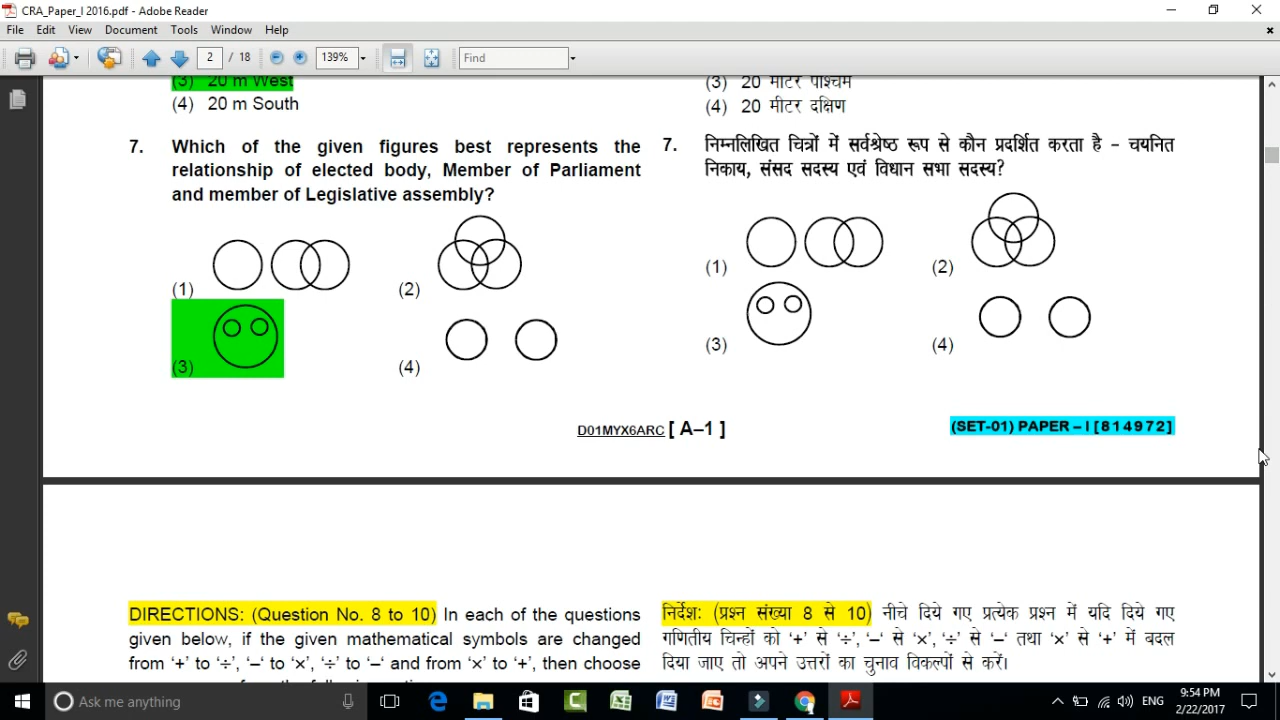 CRA_Paper_I 2016.pdf - Adobe Reader
File Edit View Document Tools Window Help
2 / 18 139% Find
(3) 20 m West
(4) 20 m South
(3) 20 मीटर पश्चिम
(4) 20 मीटर दक्षिण
7. Which of the given figures best represents the
relationship of elected body, Member of Parliament
and member of Legislative assembly?
(1) (2)
(3) (4)
7. निम्नलिखित चित्रों में सर्वश्रेष्ठ रूप से कौन प्रदर्शित करता है - चयनित
निकाय, संसद सदस्य एवं विधान सभा सदस्य?
(1) (2)
(3) (4)
D01MYX6ARC [ A–1 ]
(SET-01) PAPER – I [814972]
DIRECTIONS: (Question No. 8 to 10) In each of the questions
given below, if the given mathematical symbols are changed
from ‘+’ to ‘÷’, ‘–’ to ‘×’, ‘÷’ to ‘–’ and from ‘×’ to ‘+’, then choose
निर्देशः (प्रश्न संख्या 8 से 10) नीचे दिये गए प्रत्येक प्रश्न में यदि दिये गए
गणितीय चिन्हों को ‘+’ से ‘÷’, ‘–’ से ‘×’, ‘÷’ से ‘–’ तथा ‘×’ से ‘+’ में बदल
दिया जाए तो अपने उत्तरों का चुनाव विकल्पों से करें।
Ask me anything
ENG
9:54 PM
2/22/2017